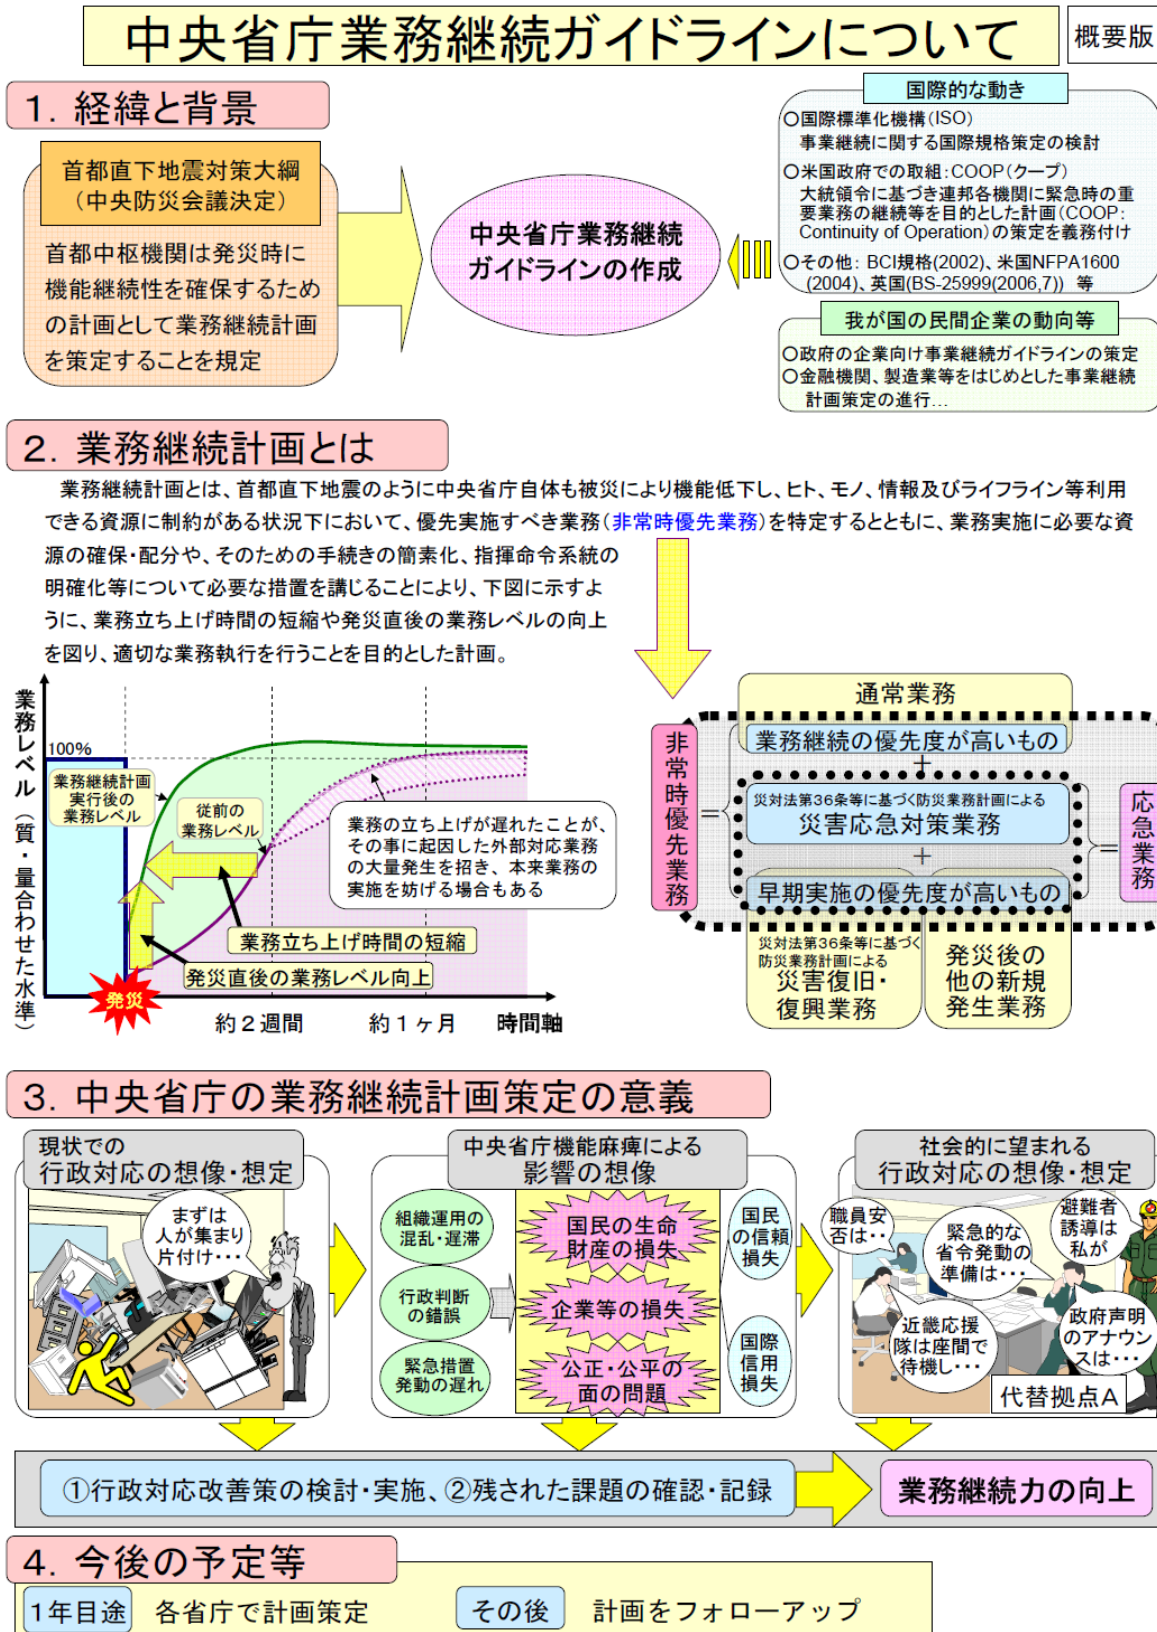 中央省庁業務継続ガイドラインについて
概要版
1．経緯と背景
首都直下地震対策大綱
（中央防災会議決定）
首都中枢機関は発災時に
機能継続性を確保するため
の計画として業務継続計画
を策定することを規定
中央省庁業務継続
ガイドラインの作成
国際的な動き
○国際標準化機構（ISO）
事業継続に関する国際規格策定の検討
○米国政府での取組：COOP（クープ）
大統領令に基づき連邦各機関に緊急時の重
要業務の継続等を目的とした計画（COOP：
Continuity of Operation）の策定を義務付け
○その他： BCI規格(2002)、米国NFPA1600
(2004)、英国(BS-25999(2006,7)) 等
我が国の民間企業の動向等
○政府の企業向け事業継続ガイドラインの策定
○金融機関、製造業等をはじめとした事業継続
計画策定の進行…
2．業務継続計画とは
業務継続計画とは、首都直下地震のように中央省庁自体も被災により機能低下し、ヒト、モノ、情報及びライフライン等利用
できる資源に制約がある状況下において、優先実施すべき業務（非常時優先業務）を特定するとともに、業務実施に必要な資
源の確保・配分や、そのための手続きの簡素化、指揮命令系統の
明確化等について必要な措置を講じることにより、下図に示すよ
うに、業務立ち上げ時間の短縮や発災直後の業務レベルの向上
を図り、適切な業務執行を行うことを目的とした計画。
業務レベル（質・量合わせた水準）
100%
業務継続計画
実行後の
業務レベル
従前の
業務レベル
業務の立ち上げが遅れたことが、
その事に起因した外部対応業務
の大量発生を招き、本来業務の
実施を妨げる場合もある
業務立ち上げ時間の短縮
発災直後の業務レベル向上
発災
約２週間
約１ヶ月
時間軸
非常時優先業務
＝
通常業務
業務継続の優先度が高いもの
＋
災対法第36条等に基づく防災業務計画による
災害応急対策業務
＋
早期実施の優先度が高いもの
災対法第36条等に基づく
防災業務計画による
災害復旧・
復興業務
発災後の
他の新規
発生業務
＝
応急業務
3．中央省庁の業務継続計画策定の意義
現状での
行政対応の想像・想定
まずは
人が集まり
片付け・・・
中央省庁機能麻痺による
影響の想像
組織運用の
混乱・遅滞
行政判断
の錯誤
緊急措置
発動の遅れ
国民の生命
財産の損失
企業等の損失
公正・公平の
面の問題
国民
の信頼
損失
国際
信用
損失
社会的に望まれる
行政対応の想像・想定
職員安
否は・・
緊急的な
省令発動の
準備は・・・
避難者
誘導は
私が
近畿応援
隊は座間で
待機し・・・
政府声明
のアナウン
スは・・・
代替拠点A
①行政対応改善策の検討・実施、②残された課題の確認・記録
業務継続力の向上
4．今後の予定等
1年目途
各省庁で計画策定
その後
計画をフォローアップ